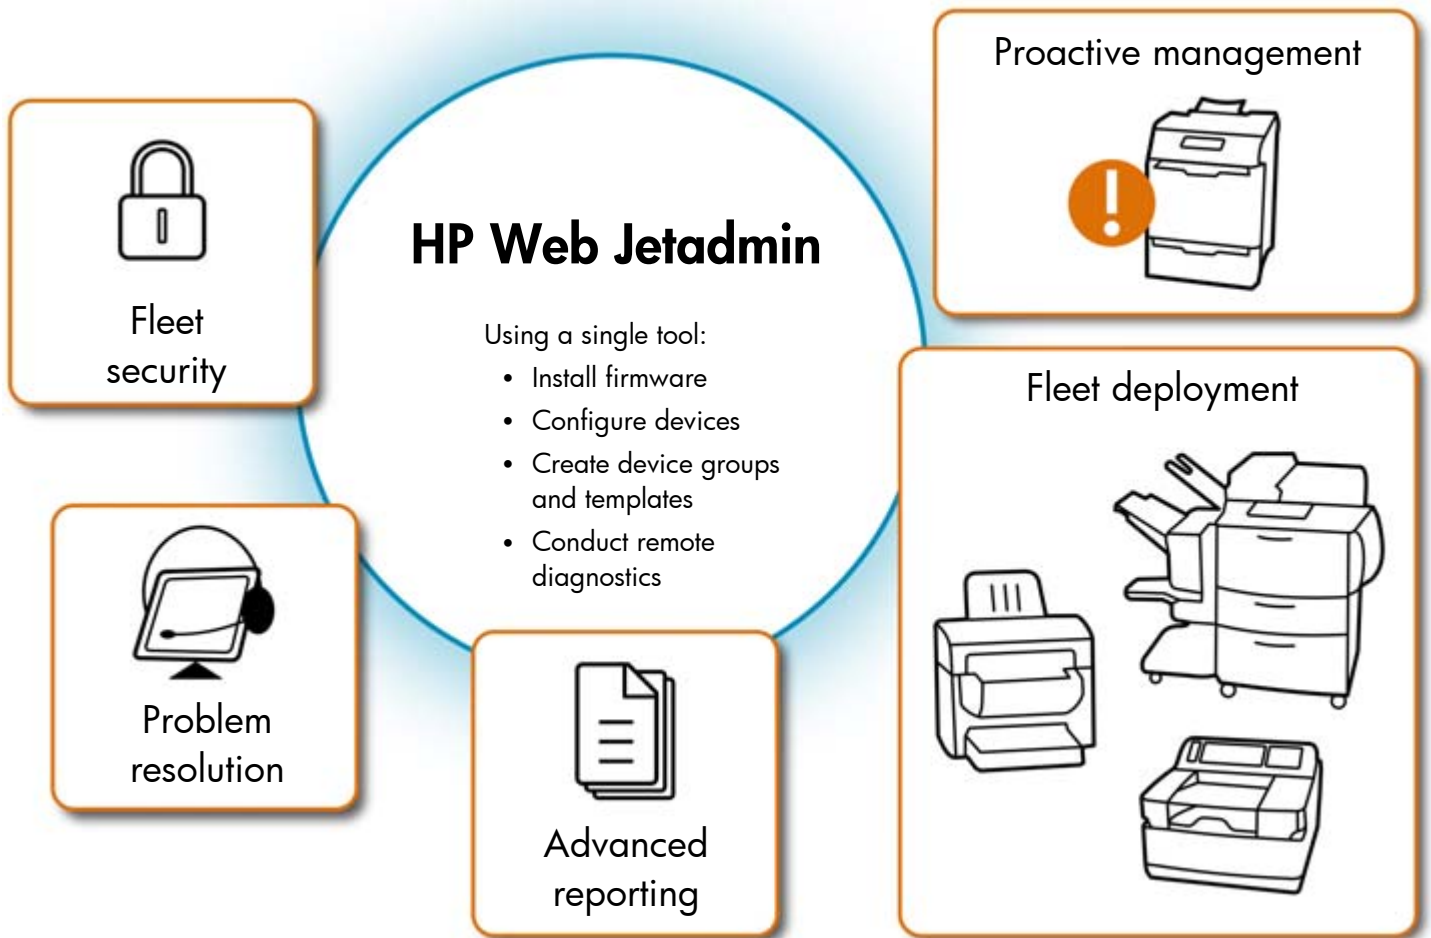 Proactive management
Fleet
security
HP Web Jetadmin
Using a single tool:
• Install firmware
• Configure devices
• Create device groups
and templates
• Conduct remote
diagnostics
Fleet deployment
Problem
resolution
Advanced
reporting